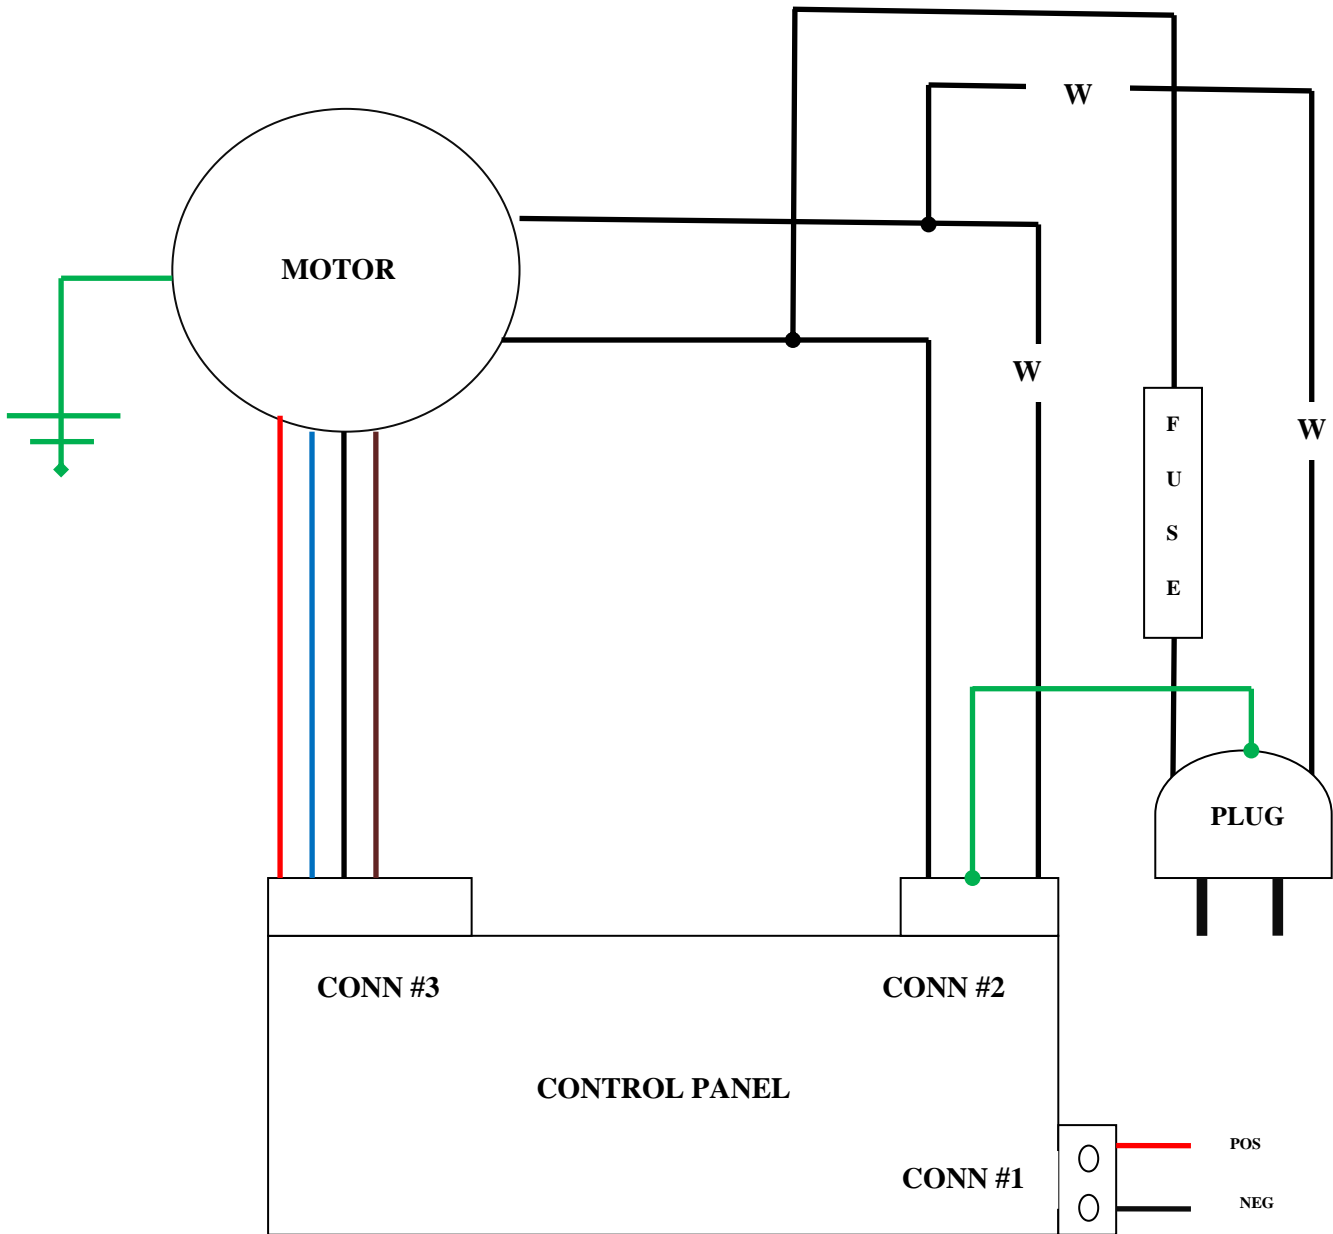 W
MOTOR
W
F
U
S
E
W
PLUG
CONN #3
CONN #2
CONTROL PANEL
POS
CONN #1
NEG